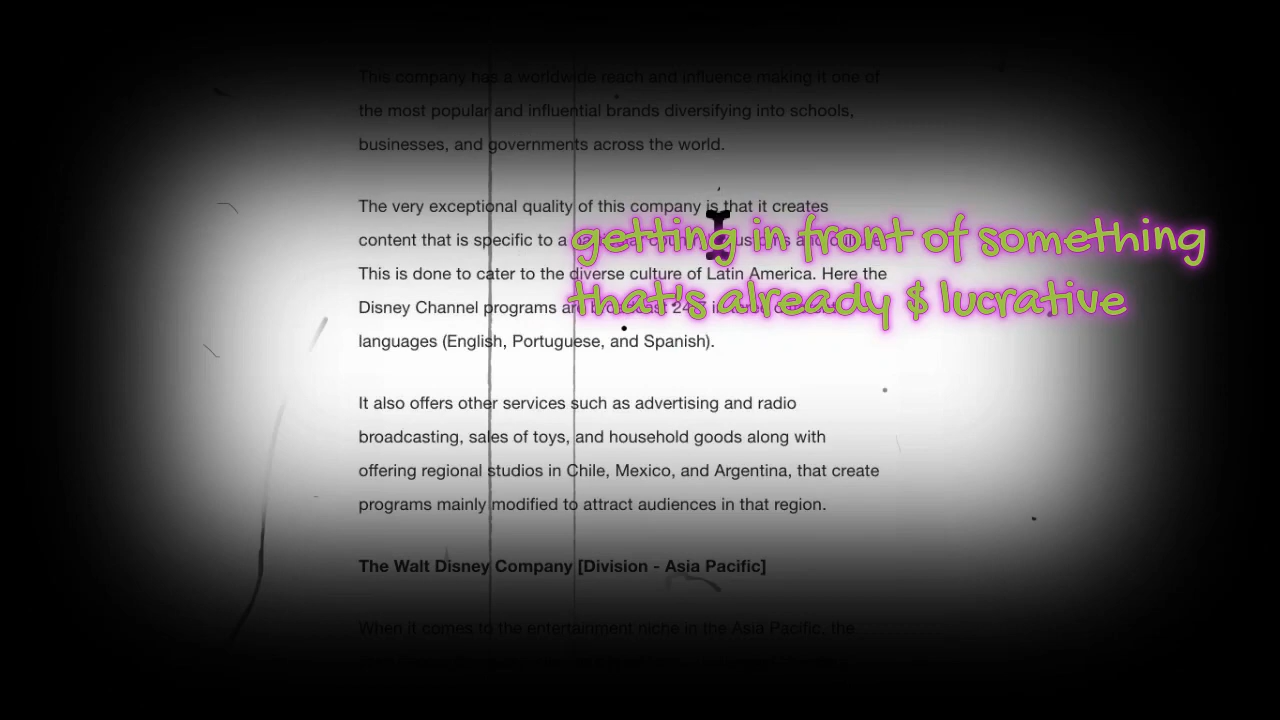 This company has a worldwide reach and influence making it one of
the most popular and influential brands diversifying into schools,
businesses, and governments across the world.
The very exceptional quality of this company is that it creates
content that is specific to a
getting in front of something
that's already $ lucrative
This is done to cater to the diverse culture of Latin America. Here the
Disney Channel programs are broadcast 24/7 in
languages (English, Portuguese, and Spanish).
It also offers other services such as advertising and radio
broadcasting, sales of toys, and household goods along with
offering regional studios in Chile, Mexico, and Argentina, that create
programs mainly modified to attract audiences in that region.
The Walt Disney Company [Division - Asia Pacific]
When it comes to the entertainment niche in the Asia Pacific, the